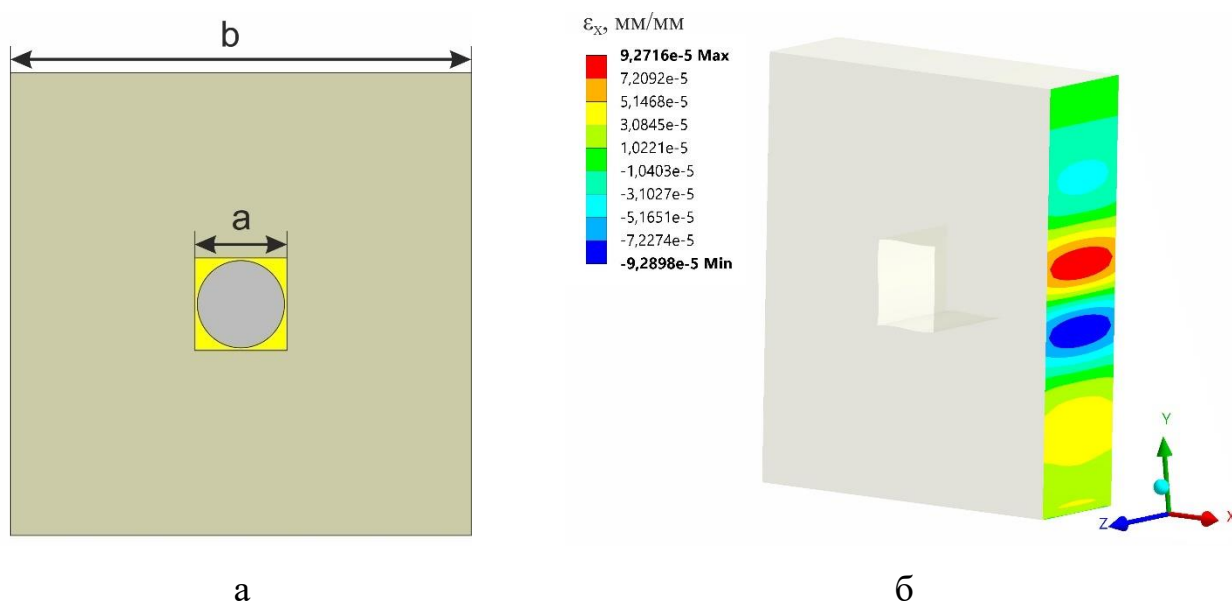 b
a
εₓ, мм/мм
9,2716e-5 Max
7,2092e-5
5,1468e-5
3,0845e-5
1,0221e-5
-1,0403e-5
-3,1027e-5
-5,1651e-5
-7,2274e-5
-9,2898e-5 Min
Y
Z
X
а
б